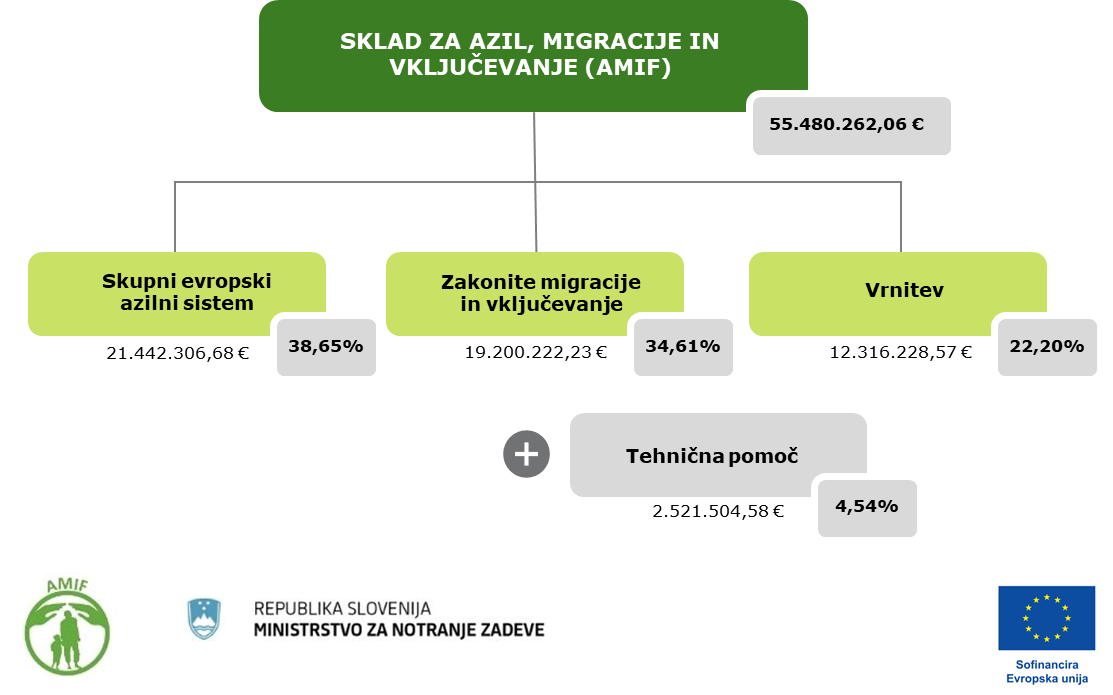 SKLAD ZA AZIL, MIGRACIJE IN
VKLJUČEVANJE (AMIF)
55.480.262,06 €
Skupni evropski
azilni sistem
38,65%
21.442.306,68 €
Zakonite migracije
in vključevanje
34,61%
19.200.222,23 €
Vrnitev
22,20%
12.316.228,57 €
+
Tehnična pomoč
4,54%
2.521.504,58 €
AMIF
REPUBLIKA SLOVENIJA
MINISTRSTVO ZA NOTRANJE ZADEVE
Sofinancira
Evropska unija